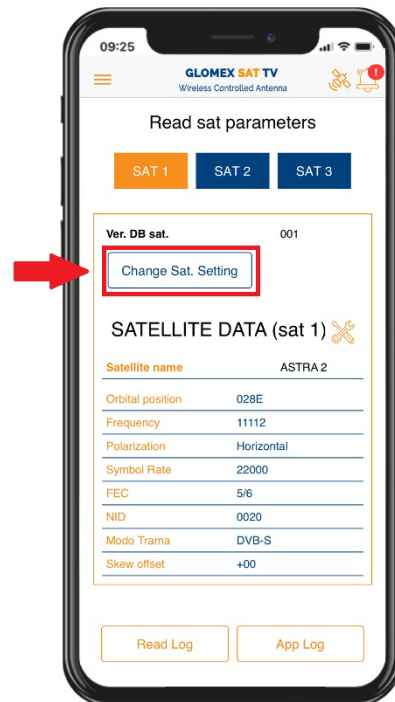 09:25
GLOMEX SAT TV
Wireless Controlled Antenna
!
Read sat parameters
SAT 1 SAT 2 SAT 3
Ver. DB sat. 001
Change Sat. Setting
SATELLITE DATA (sat 1)
Satellite name ASTRA 2
Orbital position 028E
Frequency 11112
Polarization Horizontal
Symbol Rate 22000
FEC 5/6
NID 0020
Modo Trama DVB-S
Skew offset +00
Read Log App Log